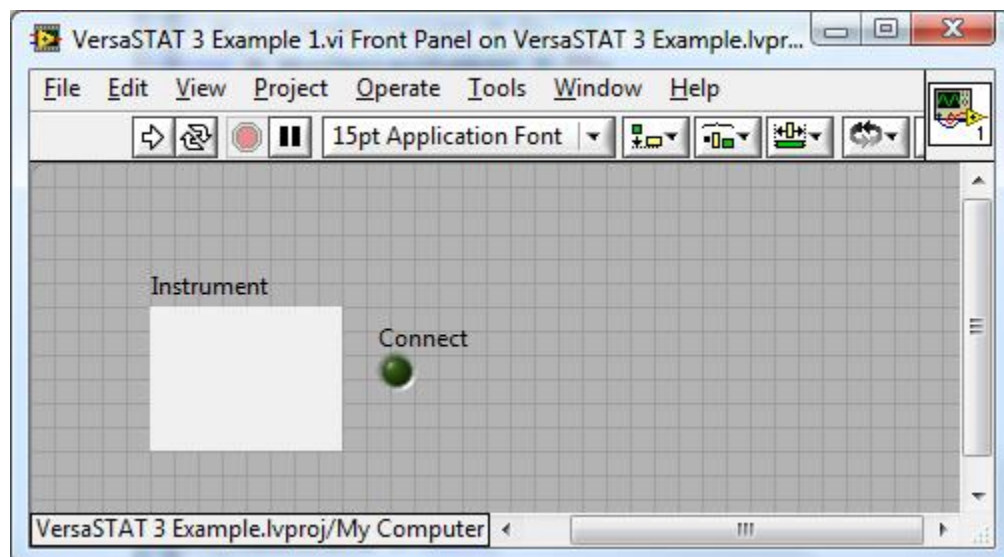 VersaSTAT 3 Example 1.vi Front Panel on VersaSTAT 3 Example.lvpr...
File Edit View Project Operate Tools Window Help
15pt Application Font
1
Instrument
Connect
VersaSTAT 3 Example.lvproj/My Computer